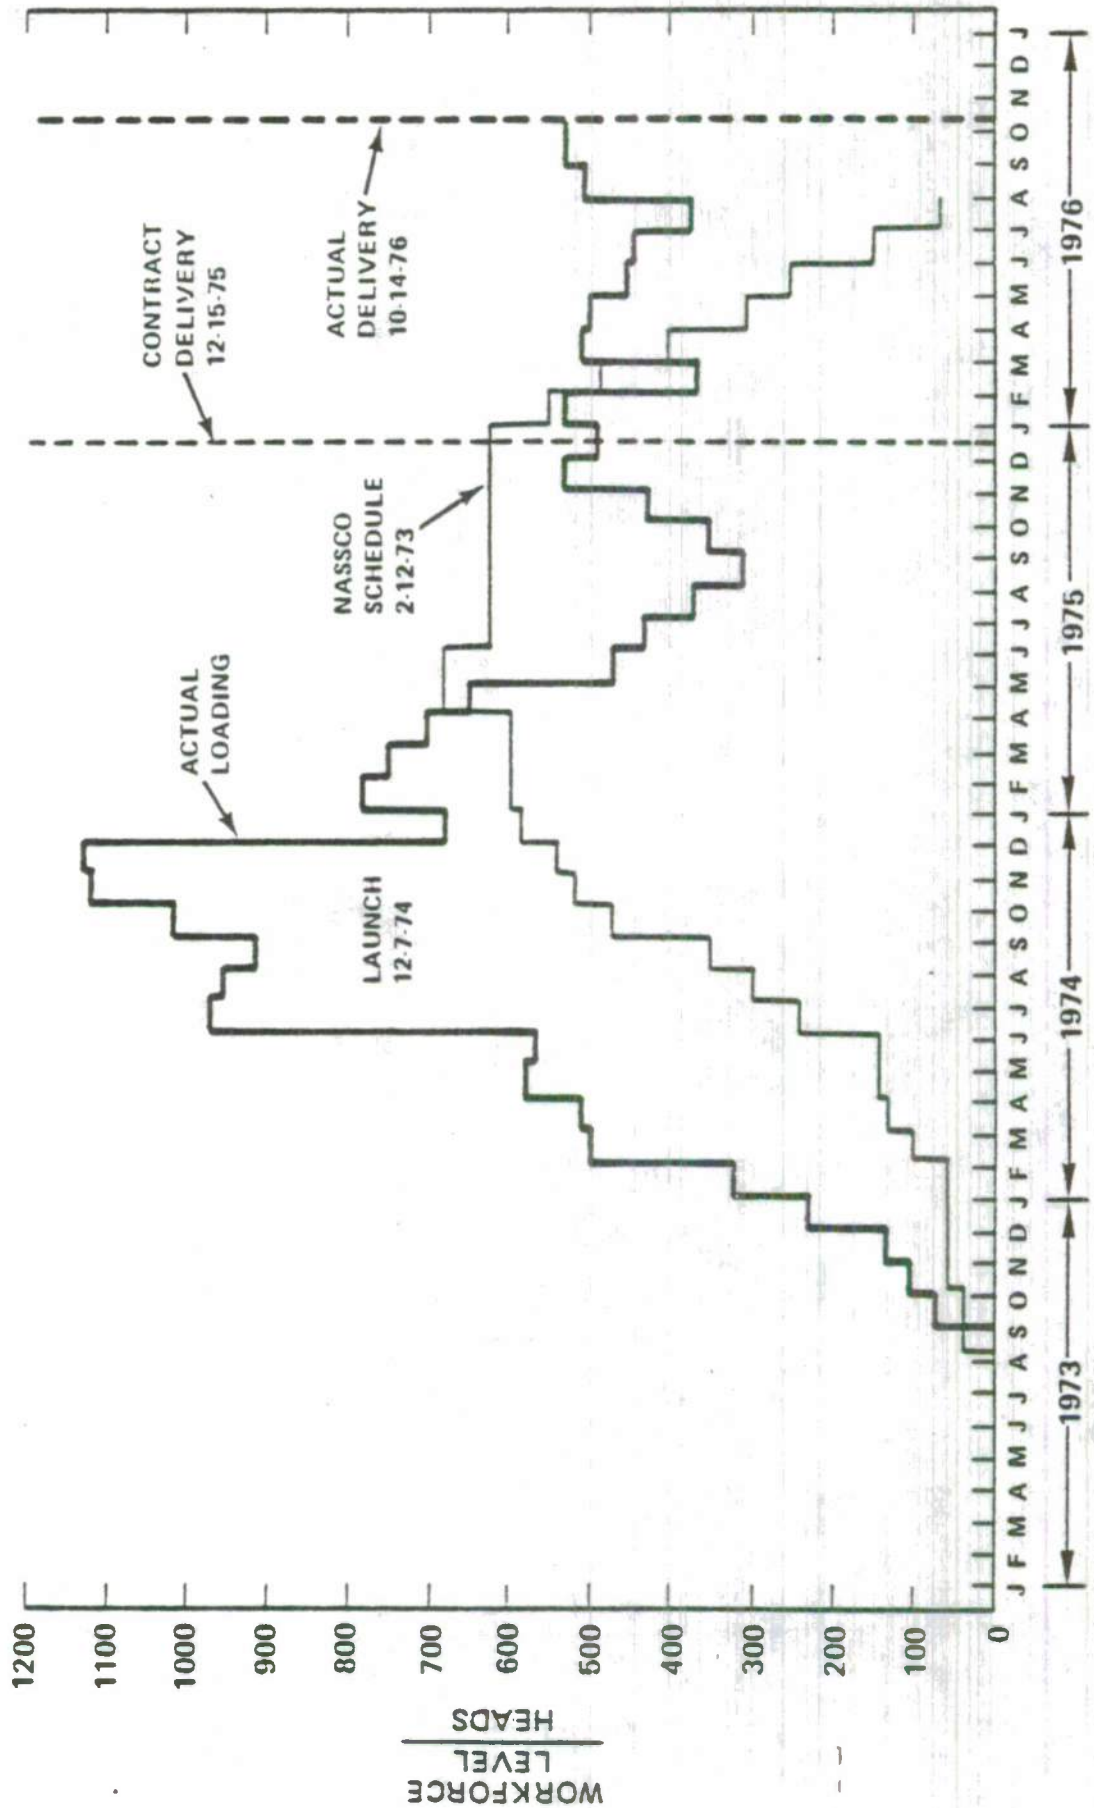 1200
1100
1000
900
800
700
600
500
400
300
200
100
0
WORKFORCE
LEVEL
HEADS
ACTUAL
LOADING
LAUNCH
12-7-74
NASSCO
SCHEDULE
2-12-73
CONTRACT
DELIVERY
12-15-75
ACTUAL
DELIVERY
10-14-76
J F M A M J J A S O N D J F M A M J J A S O N D J F M A M J J A S O N D J F M A M J J A S O N D J
1973 1974 1975 1976